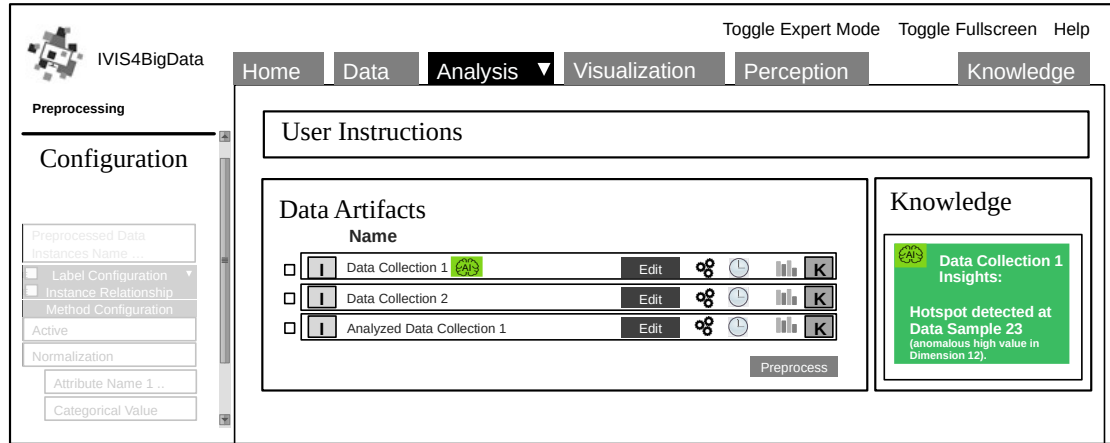 Toggle Expert Mode Toggle Fullscreen Help
IVIS4BigData
Home Data Analysis ▼ Visualization Perception Knowledge
Preprocessing
Configuration
Preprocessed Data
Instances Name ...
Label Configuration ▼
Instance Relationship
Method Configuration
Active
Normalization
Attribute Name 1 ..
Categorical Value
User Instructions
Data Artifacts
Name
I Data Collection 1 AI Edit K
I Data Collection 2 Edit K
I Analyzed Data Collection 1 Edit K
Preprocess
Knowledge
AI Data Collection 1
Insights:
Hotspot detected at
Data Sample 23
(anomalous high value in
Dimension 12).